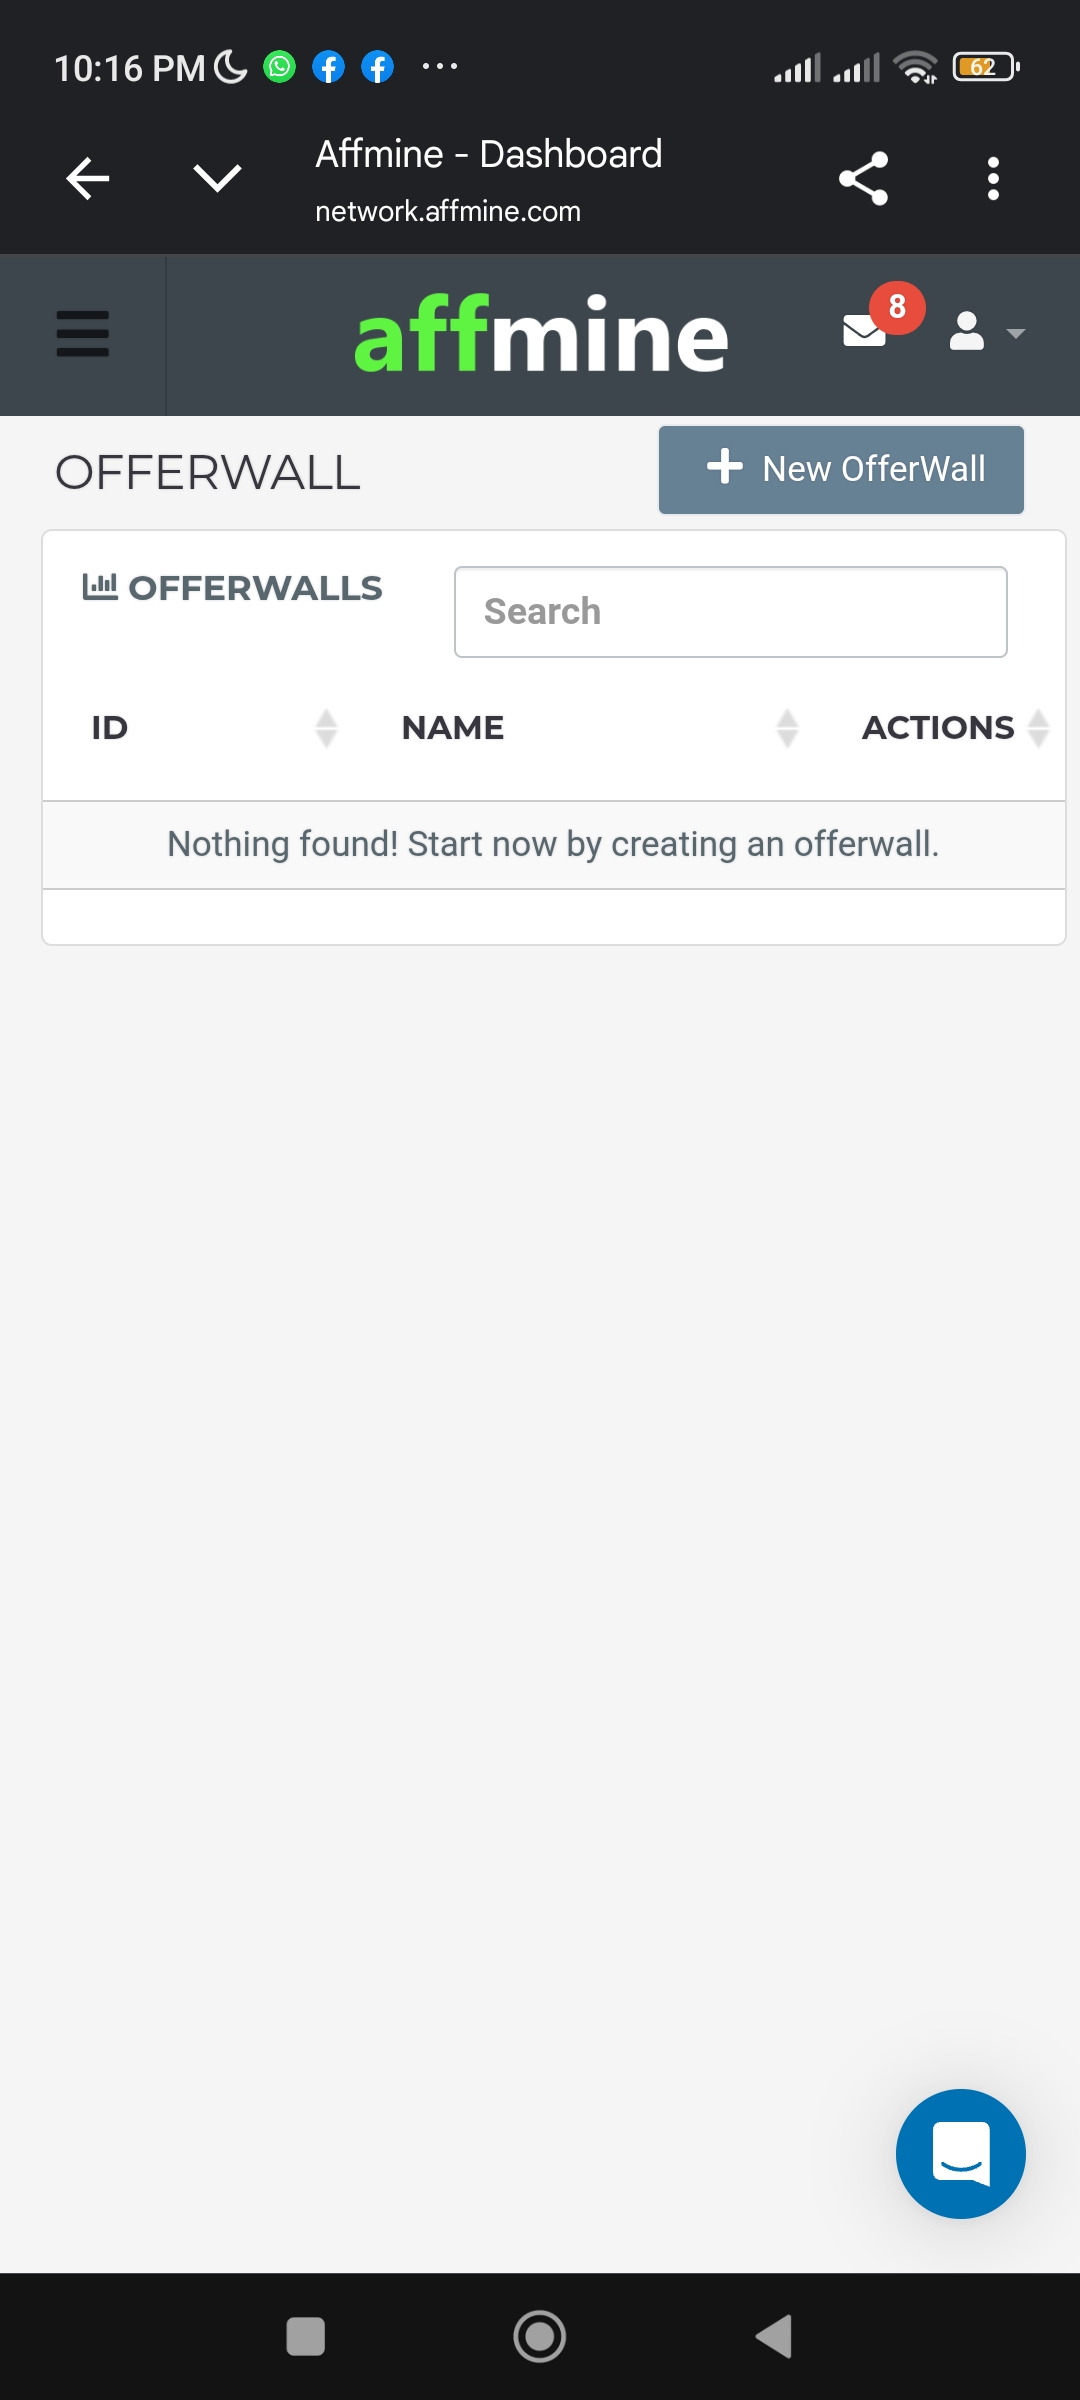 10:16 PM
62
Affmine - Dashboard
network.affmine.com
affmine
8
OFFERWALL
New OfferWall
OFFERWALLS
Search
ID NAME ACTIONS
Nothing found! Start now by creating an offerwall.